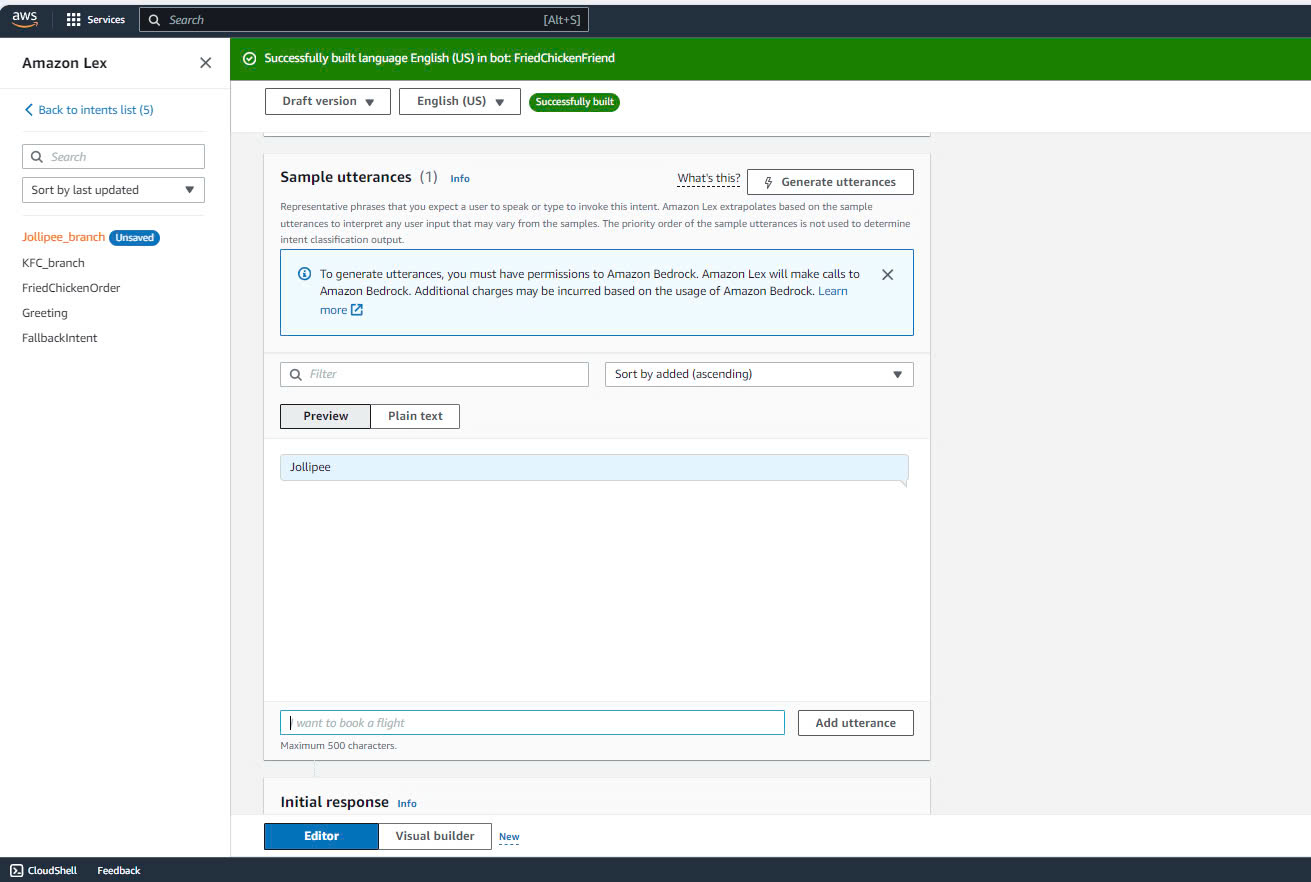 aws
Services
Search
[Alt+S]
Amazon Lex
Back to intents list (5)
Search
Sort by last updated
Jollipee_branch
Unsaved
KFC_branch
FriedChickenOrder
Greeting
FallbackIntent
Successfully built language English (US) in bot: FriedChickenFriend
Draft version
English (US)
Successfully built
Sample utterances (1) Info
What's this?
Generate utterances
Representative phrases that you expect a user to speak or type to invoke this intent. Amazon Lex extrapolates based on the sample
utterances to interpret any user input that may vary from the samples. The priority order of the sample utterances is not used to determine
intent classification output.
To generate utterances, you must have permissions to Amazon Bedrock. Amazon Lex will make calls to
Amazon Bedrock. Additional charges may be incurred based on the usage of Amazon Bedrock. Learn
more
Filter
Sort by added (ascending)
Preview
Plain text
Jollipee
I want to book a flight
Add utterance
Maximum 500 characters.
Initial response Info
Editor
Visual builder
New
CloudShell
Feedback